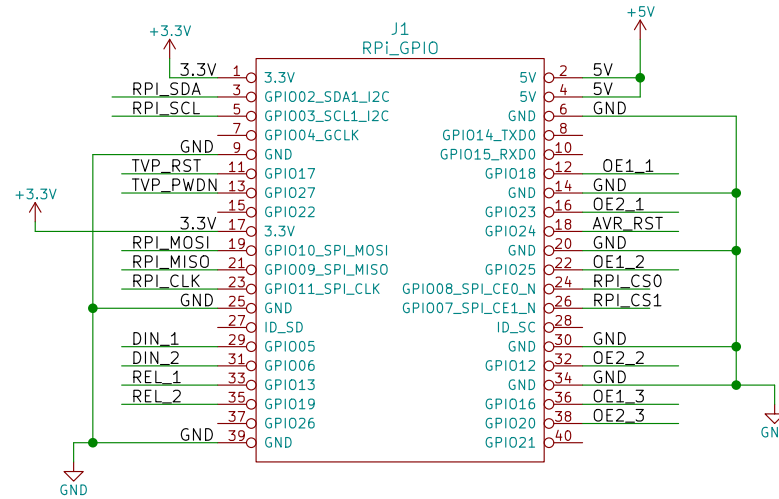 +5V
J1
+3.3V
RPi_GPIO
3.3V 1 3.3V 5V 2 5V
RPI_SDA 3 GPIO02_SDA1_I2C 5V 4 5V
RPI_SCL 5 GPIO03_SCL1_I2C GND 6 GND
7 GPIO04_GCLK GPIO14_TXD0 8
GND 9 GND GPIO15_RXD0 10
TVP_RST 11 GPIO17 GPIO18 12 OE1_1
TVP_PWDN 13 GPIO27 GND 14 GND
+3.3V
15 GPIO22 GPIO23 16 OE2_1
3.3V 17 3.3V GPIO24 18 AVR_RST
RPI_MOSI 19 GPIO10_SPI_MOSI GND 20 GND
RPI_MISO 21 GPIO09_SPI_MISO GPIO25 22 OE1_2
RPI_CLK 23 GPIO11_SPI_CLK GPIO08_SPI_CE0_N 24 RPI_CS0
GND 25 GND GPIO07_SPI_CE1_N 26 RPI_CS1
27 ID_SD ID_SC 28
DIN_1 29 GPIO05 GND 30 GND
DIN_2 31 GPIO06 GPIO12 32 OE2_2
REL_1 33 GPIO13 GND 34 GND
REL_2 35 GPIO19 GPIO16 36 OE1_3
37 GPIO26 GPIO20 38 OE2_3
GND 39 GND GPIO21 40
GN
GND